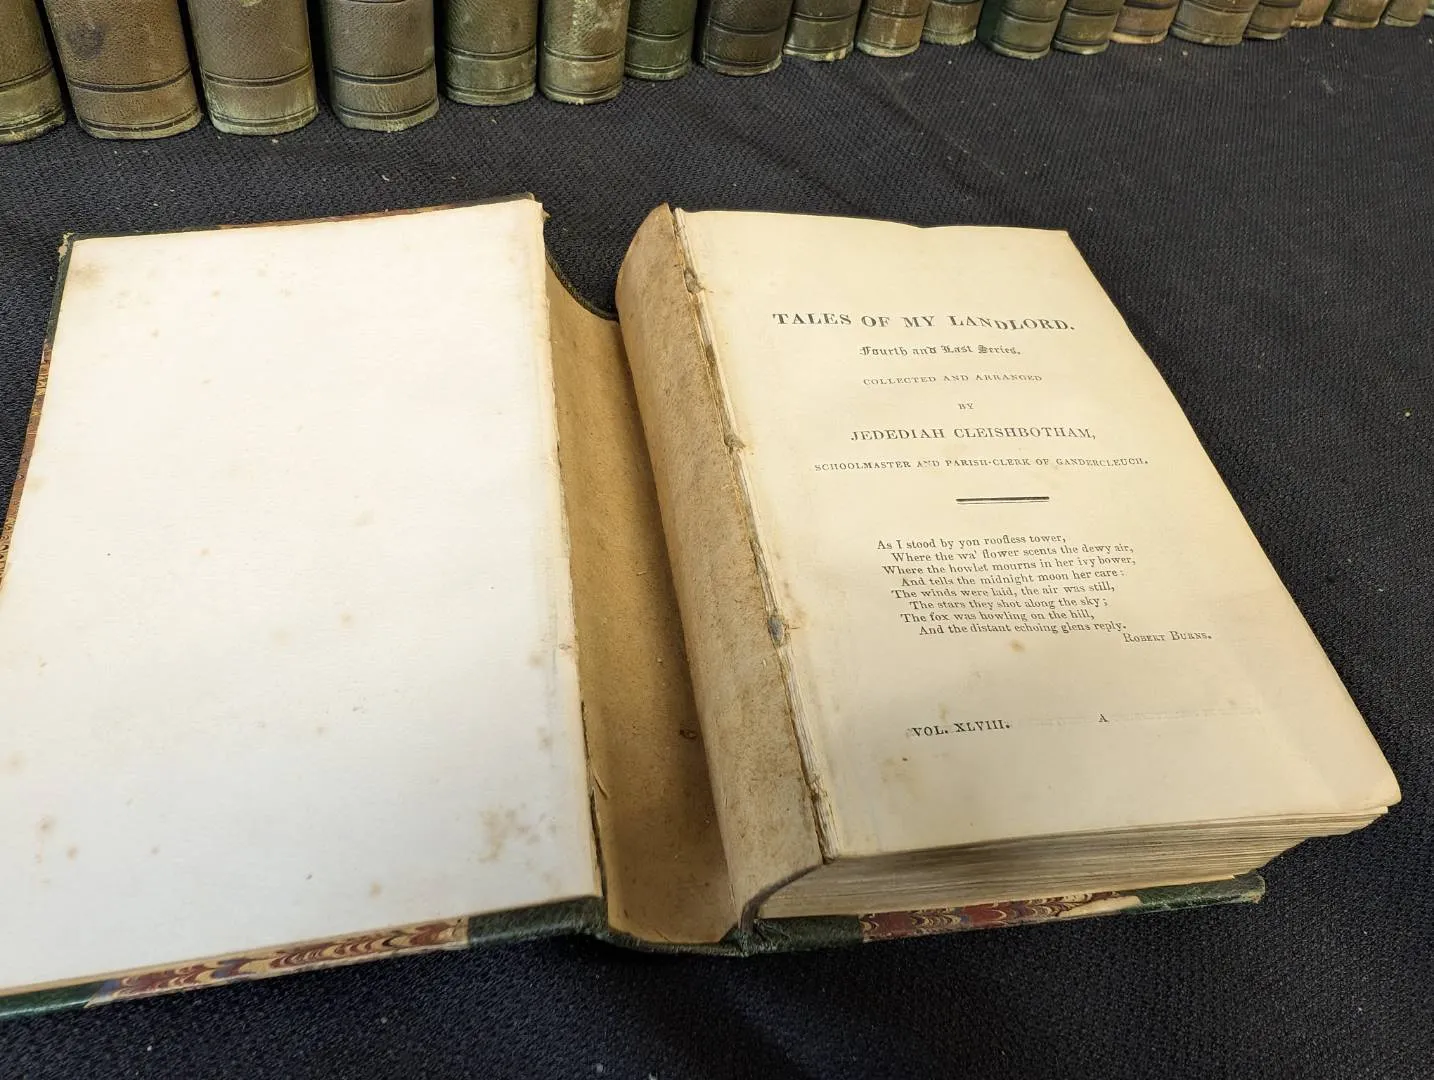 TALES OF MY LANDLORD.
Fourth and Last Series.
COLLECTED AND ARRANGED
BY
JEDEDIAH CLEISHBOTHAM,
SCHOOLMASTER AND PARISH-CLERK OF GANDERCLEUCH.
As I stood by yon roofless tower,
Where the wa' flower scents the dewy air,
Where the howlet mourns in her ivy bower,
And tells the midnight moon her care:
The winds were laid, the air was still,
The stars they shot along the sky;
The fox was howling on the hill,
And the distant echoing glens reply.
ROBERT BURNS.
VOL. XLVIII. A